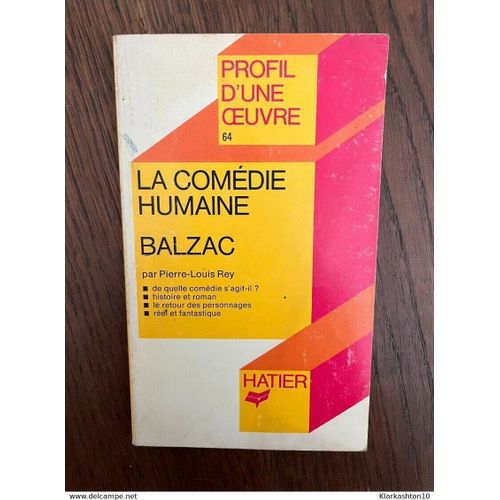 PROFIL
D'UNE
ŒUVRE
64
LA COMÉDIE
HUMAINE
BALZAC
par Pierre-Louis Rey
■ de quelle comédie s'agit-il ?
■ histoire et roman
■ le retour des personnages
■ réel et fantastique
HATIER
www.delcampe.net
Klarkashton10